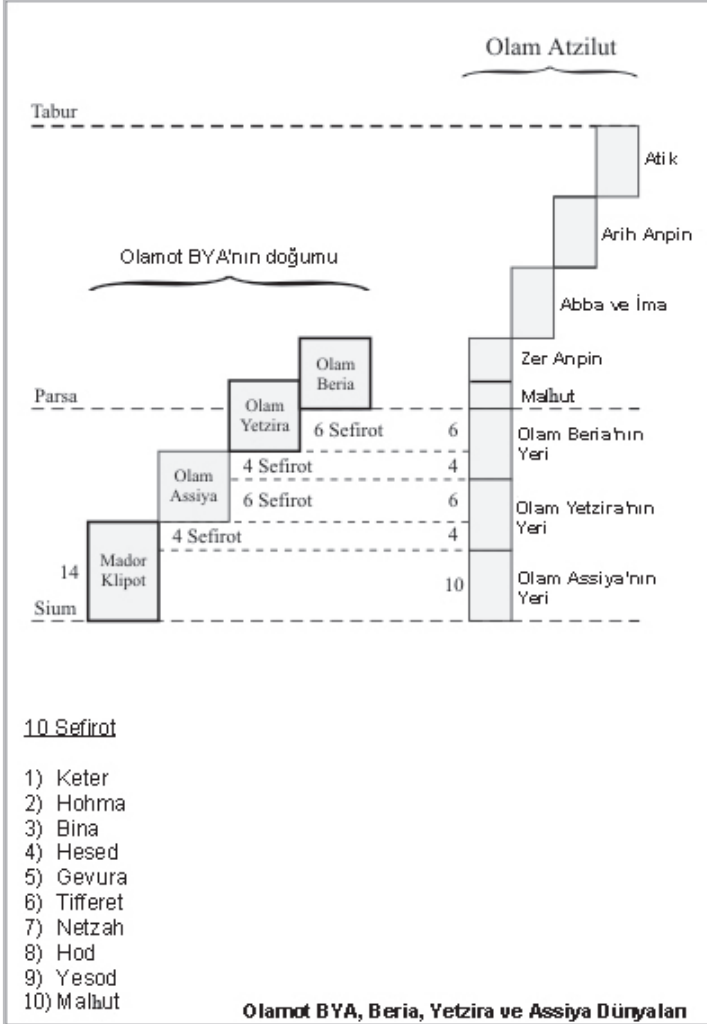 Olam Atzilut
Tabur
Atik
Arih Anpin
Olamot BYA'nın doğumu
Abba ve İma
Olam
Beria
Zer Anpin
Parsa
Malhut
Olam
Yetzira
6 Sefirot
6
Olam Beria'nın
Yeri
Olam
Assiya
4 Sefirot
4
6 Sefirot
6
Olam Yetzira'nın
Yeri
4 Sefirot
4
Mador
Klipot
14
10
Olam Assiya'nın
Yeri
Sium
10 Sefirot
1) Keter
2) Hohma
3) Bina
4) Hesed
5) Gevura
6) Tifferet
7) Netzah
8) Hod
9) Yesod
10) Malhut
Olamot BYA, Beria, Yetzira ve Assiya Dünyaları